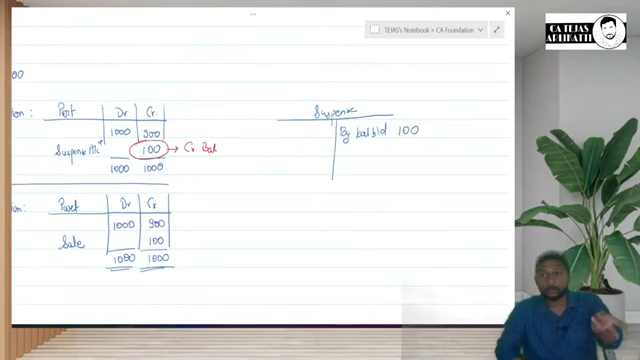 ...
TEJAS's Notebook > CA Foundation
CA TEJAS
ARLIKATTI
00
ion: Part Dr Cr.
1000 900
Suspense A/c 100 → Cr. Bal
1000 1000
Suspense
By bal b/d 100
ion: Part Dr Cr
1000 900
Sale 100
1000 1000